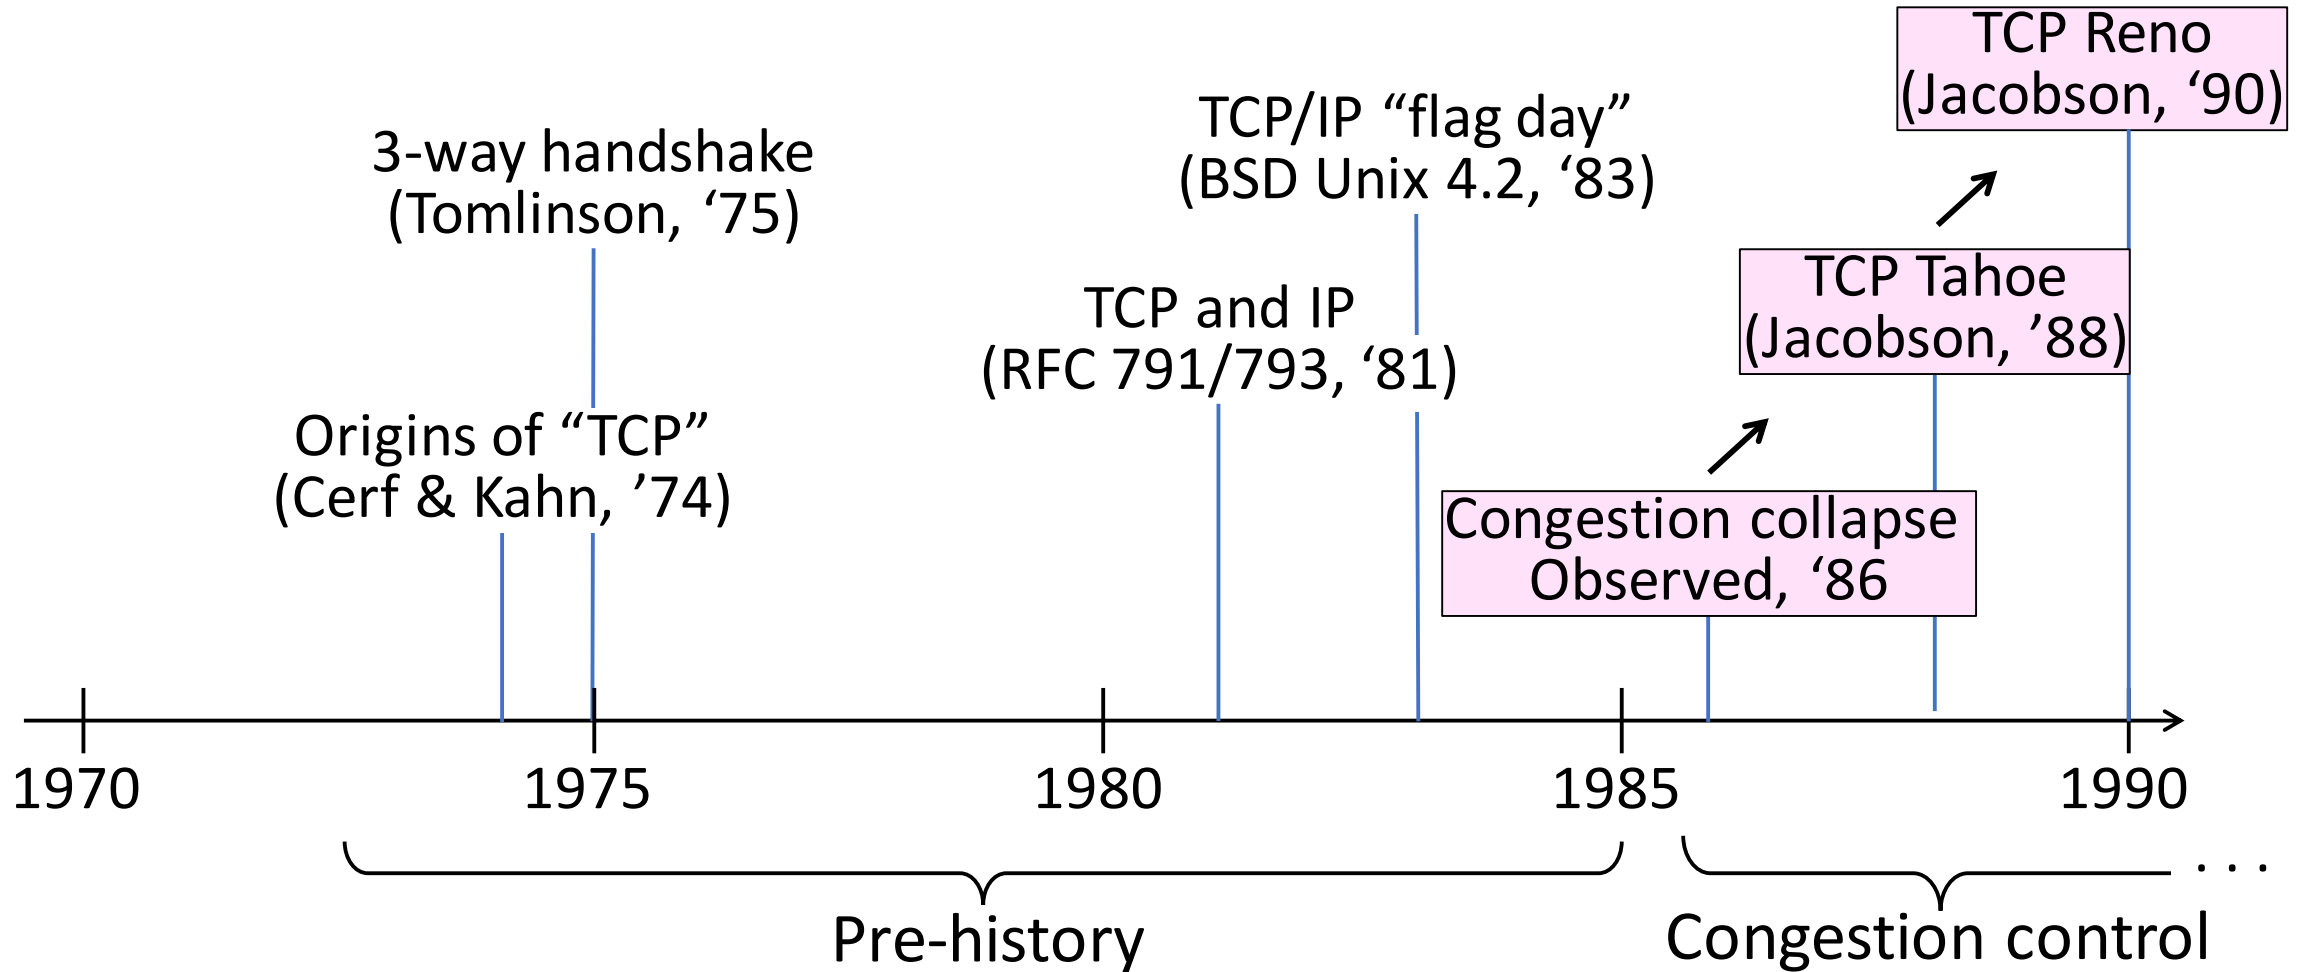 TCP Reno
(Jacobson, ‘90)
TCP/IP “flag day”
(BSD Unix 4.2, ‘83)
3-way handshake
(Tomlinson, ‘75)
TCP Tahoe
(Jacobson, ’88)
TCP and IP
(RFC 791/793, ‘81)
Origins of “TCP”
(Cerf & Kahn, ’74)
Congestion collapse
Observed, ‘86
1970
1975
1980
1985
1990
. . .
Pre-history
Congestion control